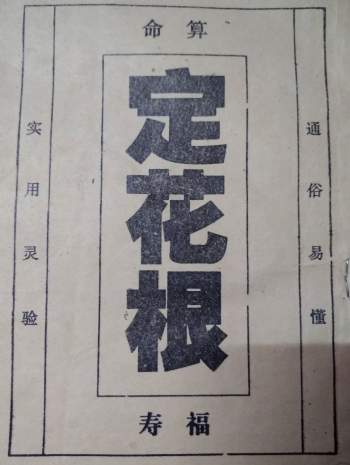 算命
通俗易懂
定花根
实用灵验
福寿